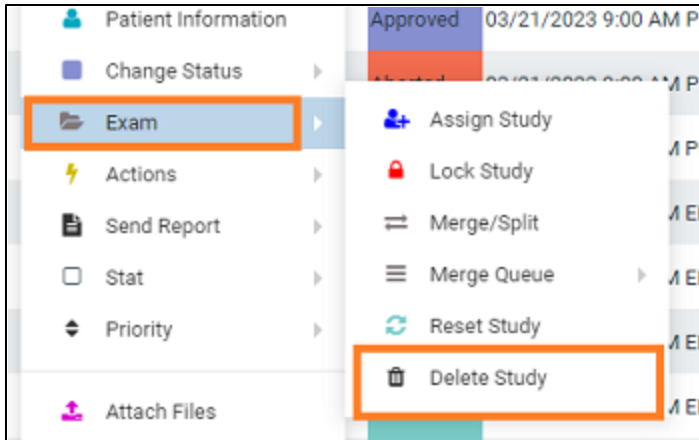 Patient Information
Approved 03/21/2023 9:00 AM P
Change Status
Exam
Assign Study
Actions
Lock Study
Send Report
Merge/Split
Stat
Merge Queue
Priority
Reset Study
Delete Study
Attach Files